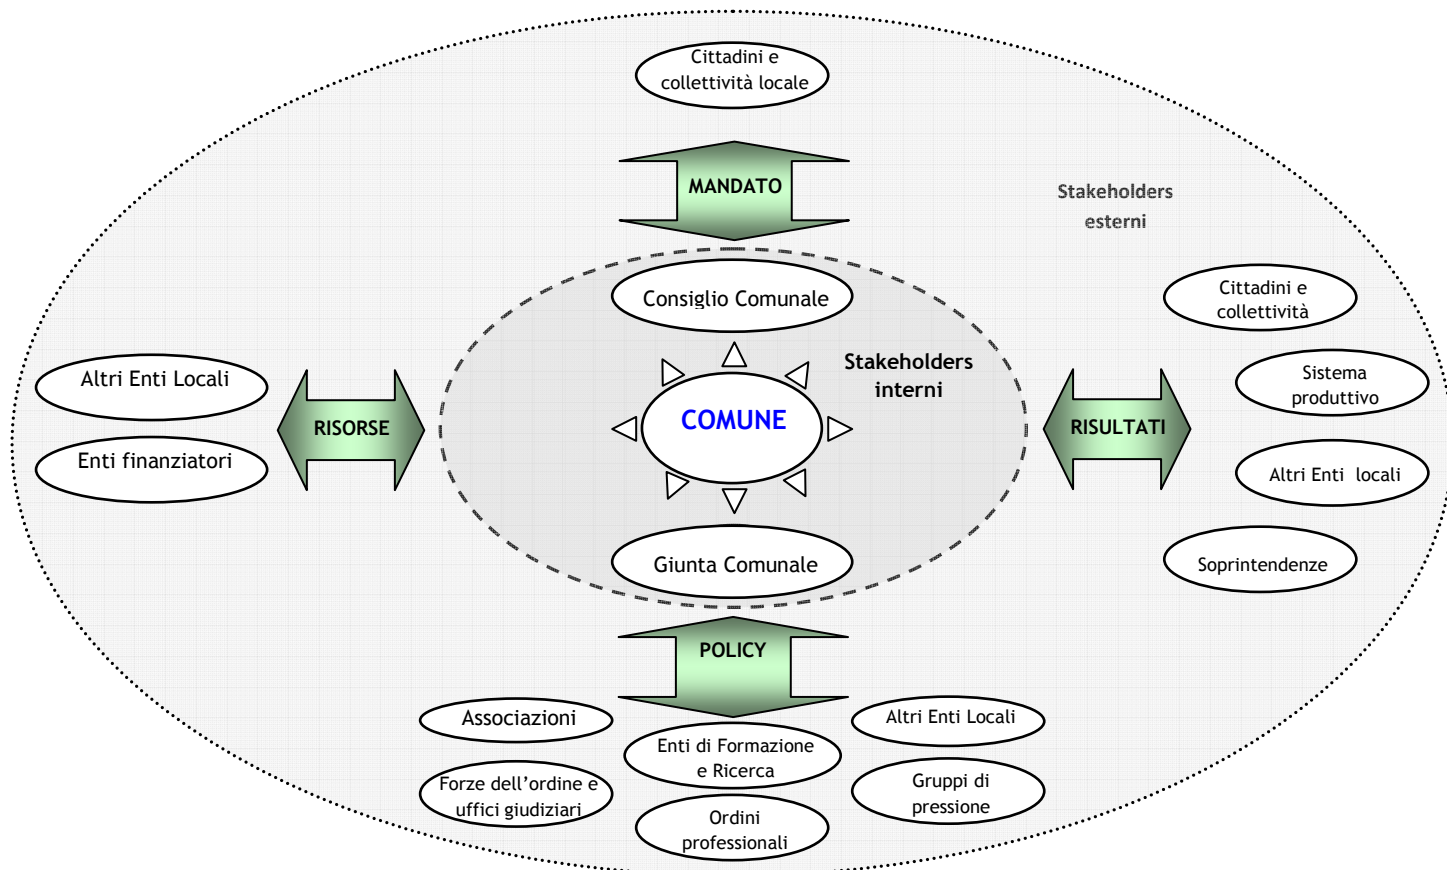 Cittadini e
collettività locale
MANDATO
Stakeholders
esterni
Consiglio Comunale
Cittadini e
collettività
Stakeholders
interni
Altri Enti Locali
Sistema
produttivo
COMUNE
RISORSE
RISULTATI
Enti finanziatori
Altri Enti locali
Giunta Comunale
Soprintendenze
POLICY
Associazioni
Altri Enti Locali
Enti di Formazione
e Ricerca
Forze dell'ordine e
uffici giudiziari
Gruppi di
pressione
Ordini
professionali